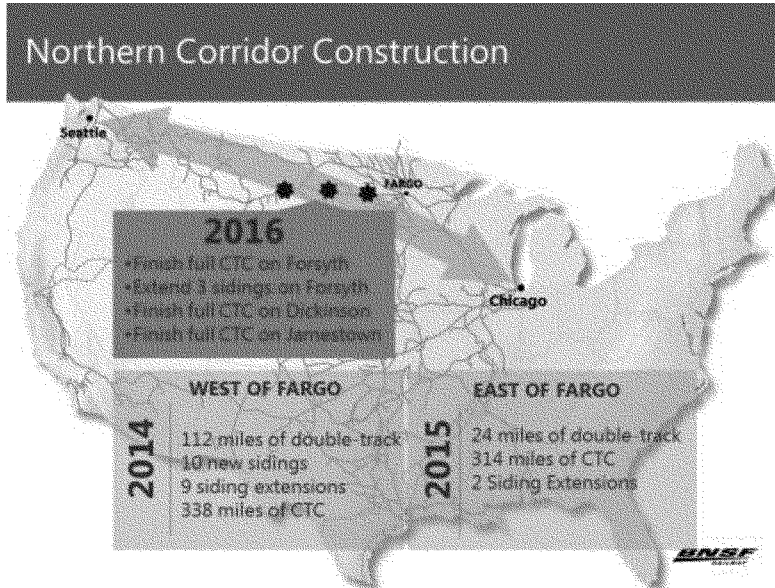 Northern Corridor Construction
Seattle
FARGO
Chicago
2016
•Finish full CTC on Forsyth
•Extend 3 sidings on Forsyth
•Finish full CTC on Dickinson
•Finish full CTC on Jamestown
WEST OF FARGO
2014
112 miles of double-track
10 new sidings
9 siding extensions
338 miles of CTC
EAST OF FARGO
2015
24 miles of double-track
314 miles of CTC
2 Siding Extensions
BNSF
RAILWAY